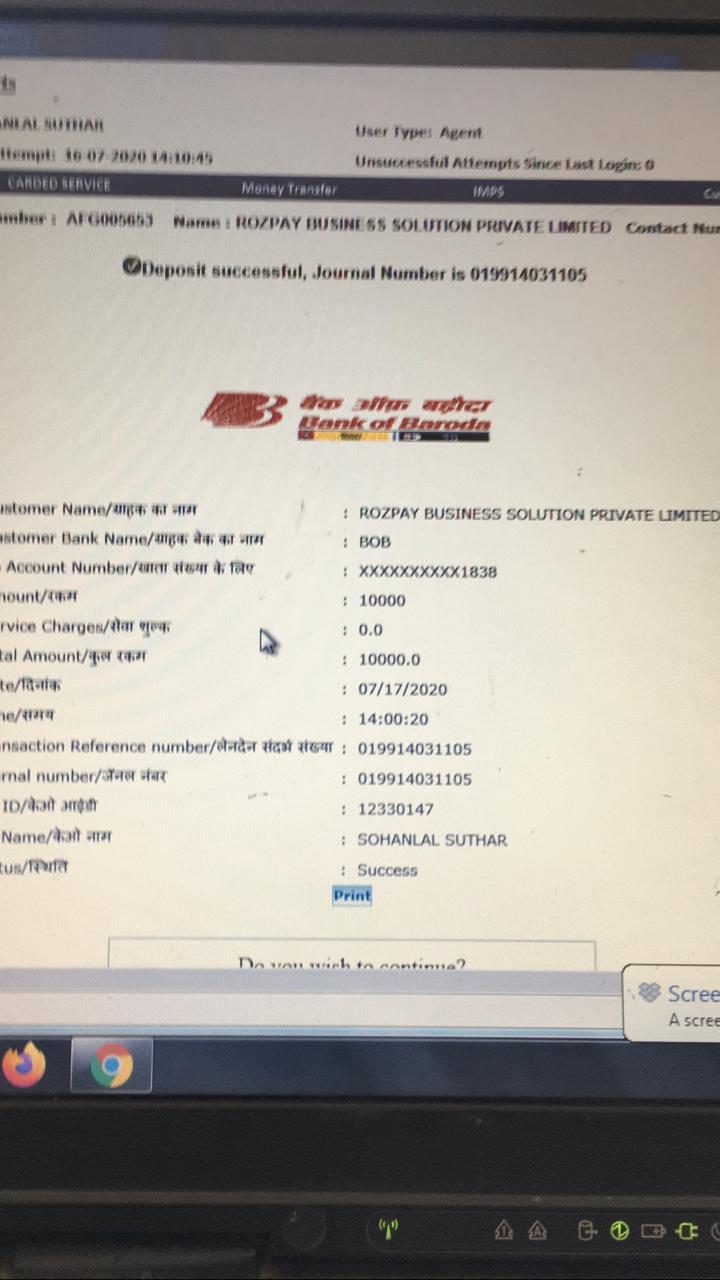 ts
ANLAL SUTHAR
User Type: Agent
ttempt: 16-07-2020 14:10:45
Unsuccessful Attempts Since Last Login: 0
CARDED SERVICE Money Transfer IMPS
mber : AFG005653 Name : ROZPAY BUSINESS SOLUTION PRIVATE LIMITED Contact Num
Deposit successful, Journal Number is 019914031105
बैंक ऑफ़ बड़ौदा
Bank of Baroda
ustomer Name/ग्राहक का नाम : ROZPAY BUSINESS SOLUTION PRIVATE LIMITED
ustomer Bank Name/ग्राहक बैंक का नाम : BOB
Account Number/खाता संख्या के लिए : XXXXXXXXXX1838
mount/रकम : 10000
rvice Charges/सेवा शुल्क : 0.0
tal Amount/कुल रकम : 10000.0
te/दिनांक : 07/17/2020
me/समय : 14:00:20
nsaction Reference number/लेनदेन संदर्भ संख्या : 019914031105
rnal number/जॅनल नंबर : 019914031105
ID/केओ आईडी : 12330147
Name/केओ नाम : SOHANLAL SUTHAR
tus/स्थिति : Success
Print
Do you wish to continue?
Scree
A scree